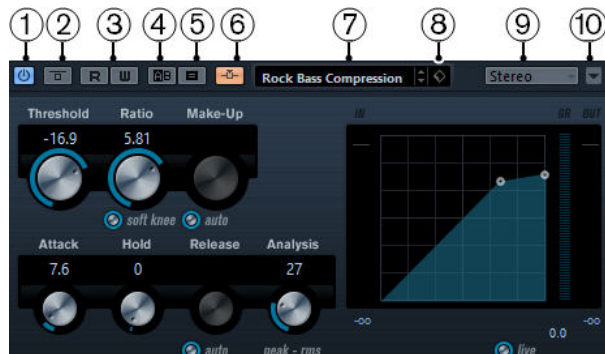 1 2 3 4 5 6 7 8 9 10
R W AB Rock Bass Compression Stereo
Threshold Ratio Make-Up IN GR OUT
-16.9 5.81
soft knee auto
Attack Hold Release Analysis
7.6 0 27
-∞ -∞
0.0
auto peak - rms live